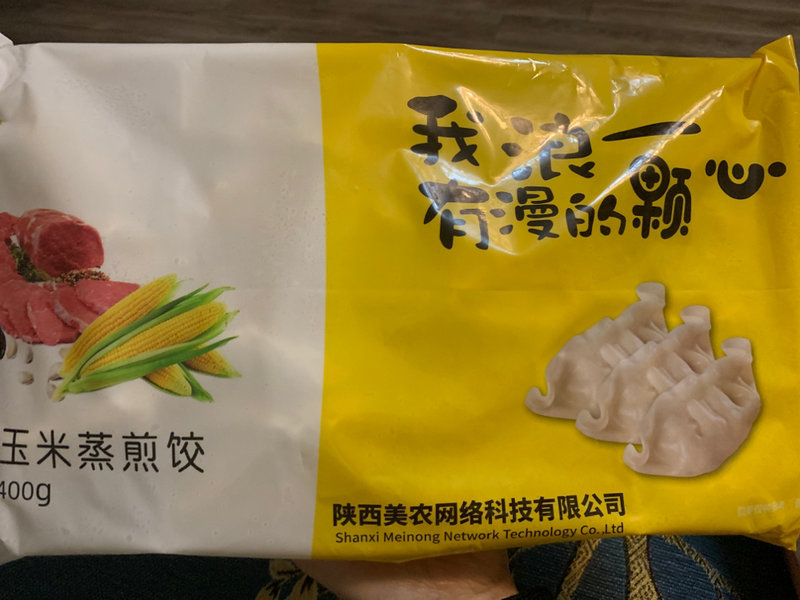 我浪一
有漫的颗心
玉米蒸煎饺
400g
陕西美农网络科技有限公司
Shanxi Meinong Network Technology Co.,Ltd